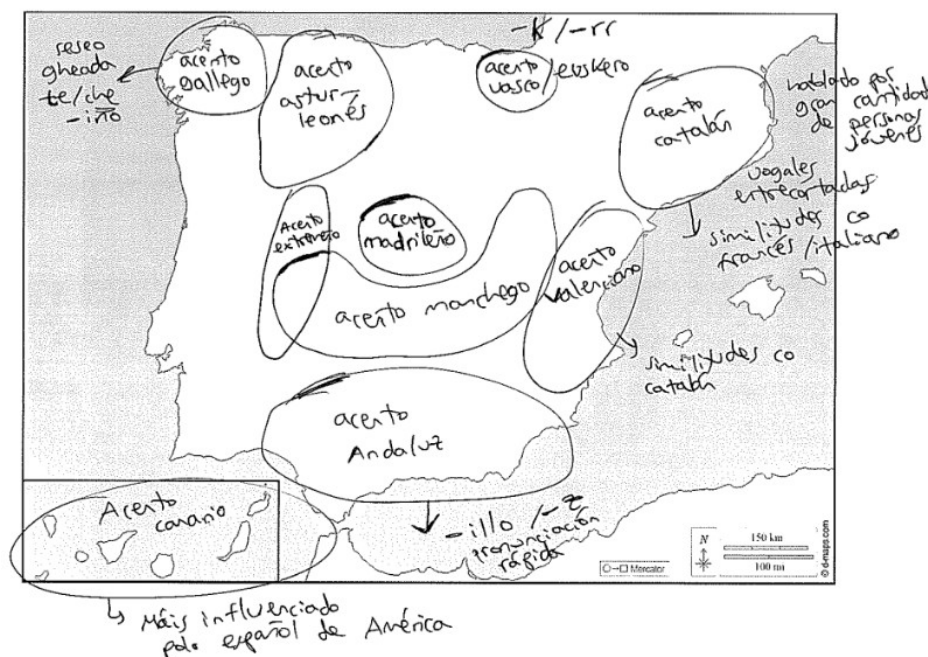 -K/-rr
seseo
gheada
te/che
-iño
acento
gallego
acento
astur-
leonés
acento
vasco/euskero
acento
catalán
hablado por
gran cantidad
de personas
jóvenes
vogales
entrecortadas
similitudes co
francés/italiano
Acento
extremeño
acento
madrileño
acento manchego
acento
valenciano
similitudes co
catalán
acento
Andaluz
-illo/-z
pronunciación
rápida
Acento
canario
Máis influenciado
polo español de América
N
150 km
100 mi
Mercator
© d-maps.com